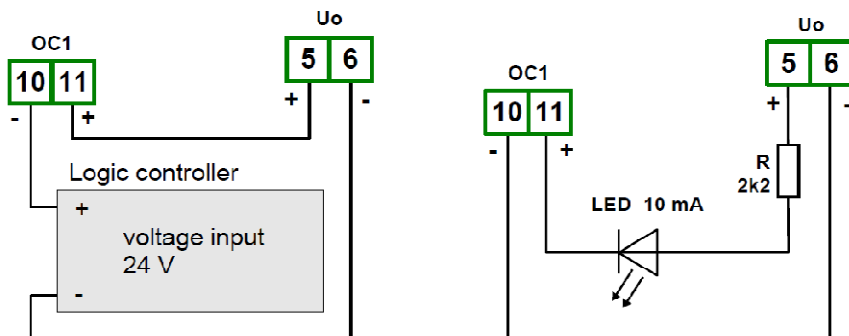 Uo
OC1
5 6
10 11
+ -
- +
Logic controller
+
voltage input
24 V
-
Uo
5 6
OC1
+ -
10 11
- +
R
2k2
LED 10 mA